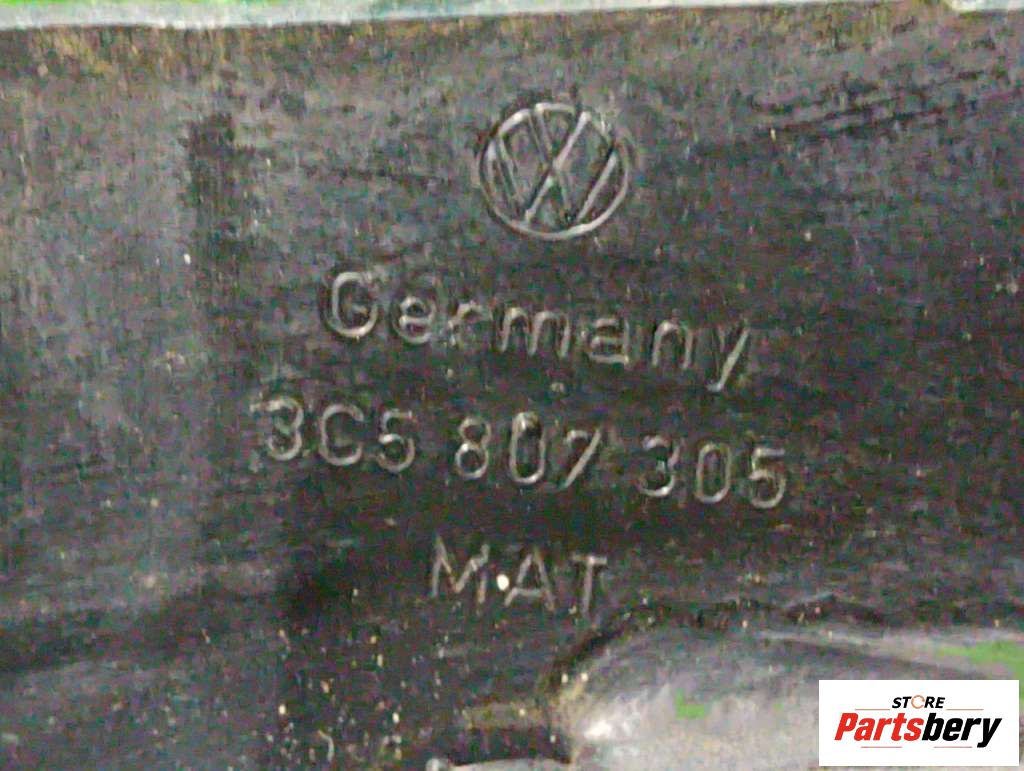 Germany
3C5 807 305
MAT
STORE
Partsbery